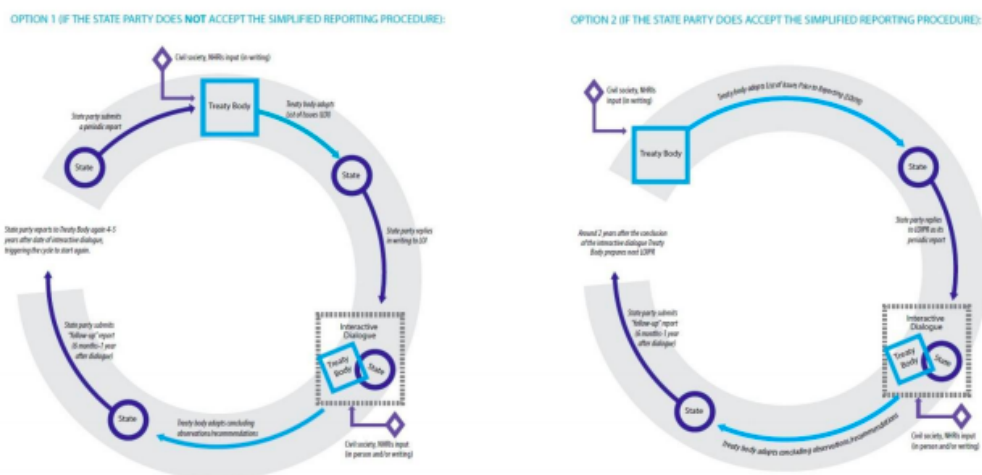 OPTION 1 (IF THE STATE PARTY DOES NOT ACCEPT THE SIMPLIFIED REPORTING PROCEDURE):
Civil society, NHRIs input (in writing)
Treaty Body
State party submits
a periodic report
Treaty body adopts
List of Issues (LOI)
State
State
State party replies
in writing to LOI
State party reports to Treaty Body again 4-5
years after date of interactive dialogue,
triggering the cycle to start again.
Interactive
Dialogue
Treaty
Body
State
State party submits
"follow-up" report
(6 months-1 year
after dialogue)
State
Treaty body adopts concluding
observations/recommendations
Civil society, NHRIs input
(in person and/or writing)
OPTION 2 (IF THE STATE PARTY DOES ACCEPT THE SIMPLIFIED REPORTING PROCEDURE):
Civil society, NHRIs
input (in writing)
Treaty body adopts List of Issues Prior to Reporting (LOIPR)
Treaty Body
State
State party replies
to LOIPR as its
periodic report
Around 2 years after the conclusion
of the interactive dialogue Treaty
Body prepares next LOIPR
Interactive
Dialogue
Treaty
Body
State
State party submits
"follow-up" report
(6 months-1 year
after dialogue)
State
Treaty body adopts concluding observations/recommendations
Civil society, NHRIs input
(in person and/or writing)